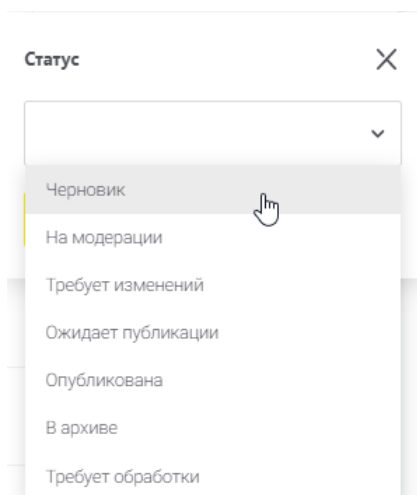 Статус
Черновик
На модерации
Требует изменений
Ожидает публикации
Опубликована
В архиве
Требует обработки